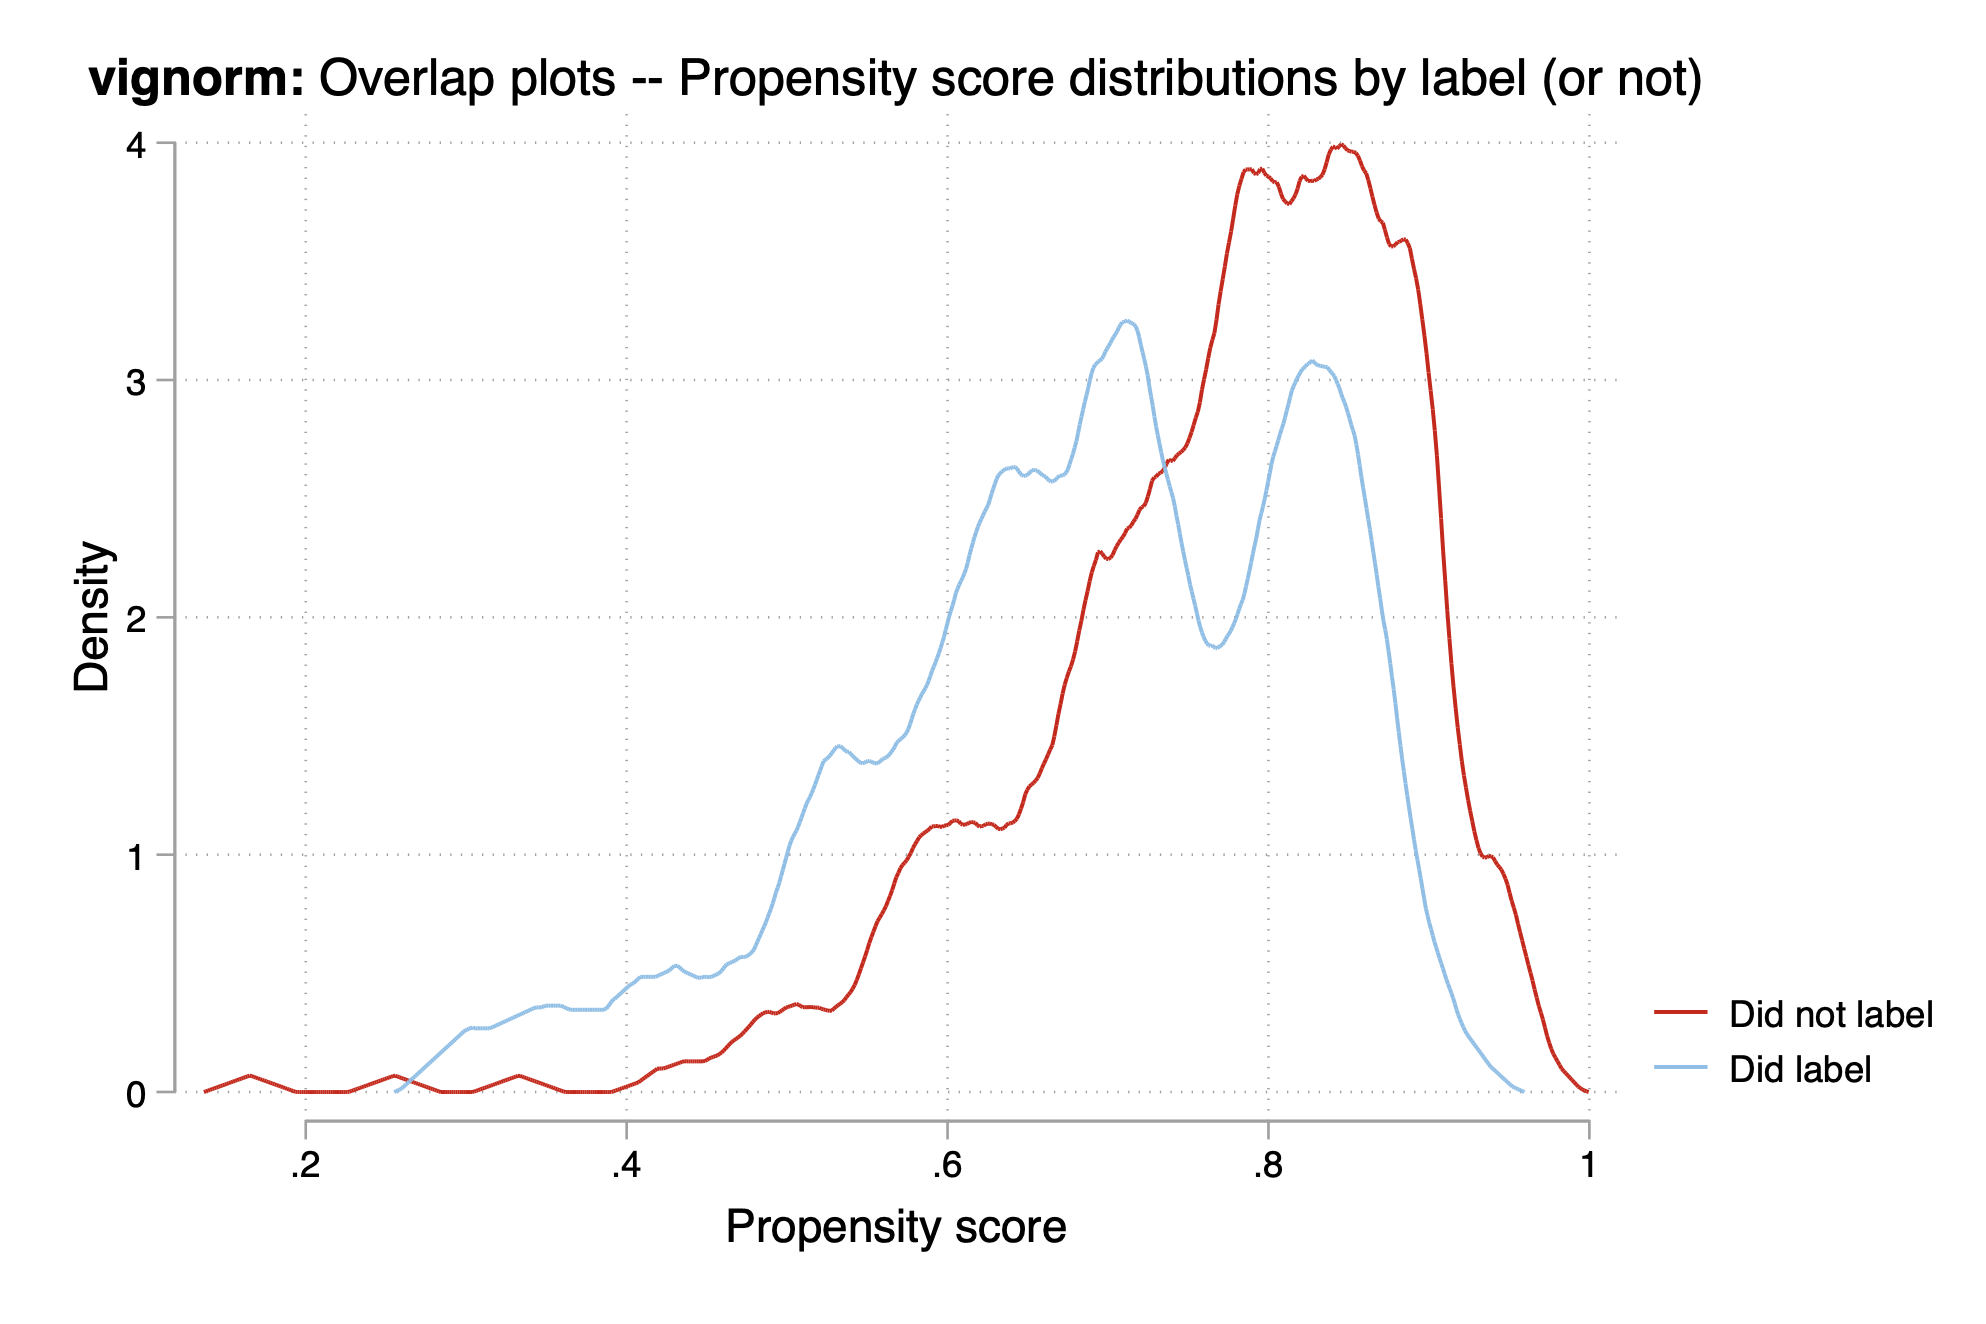 vignorm: Overlap plots -- Propensity score distributions by label (or not)
4
3
2
1
0
Density
.2 .4 .6 .8 1
Propensity score
Did not label
Did label